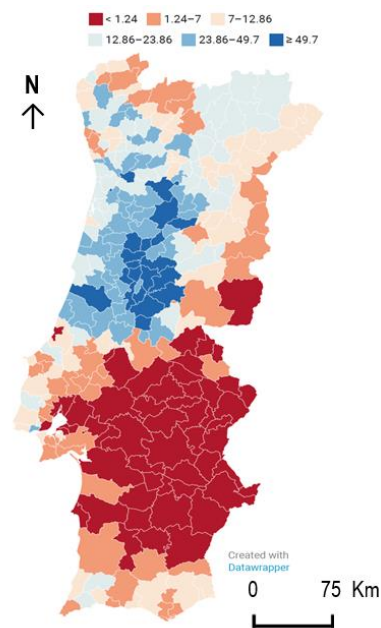 < 1.24 1.24–7 7–12.86
12.86–23.86 23.86–49.7 ≥ 49.7
N
Created with
Datawrapper
0 75 Km